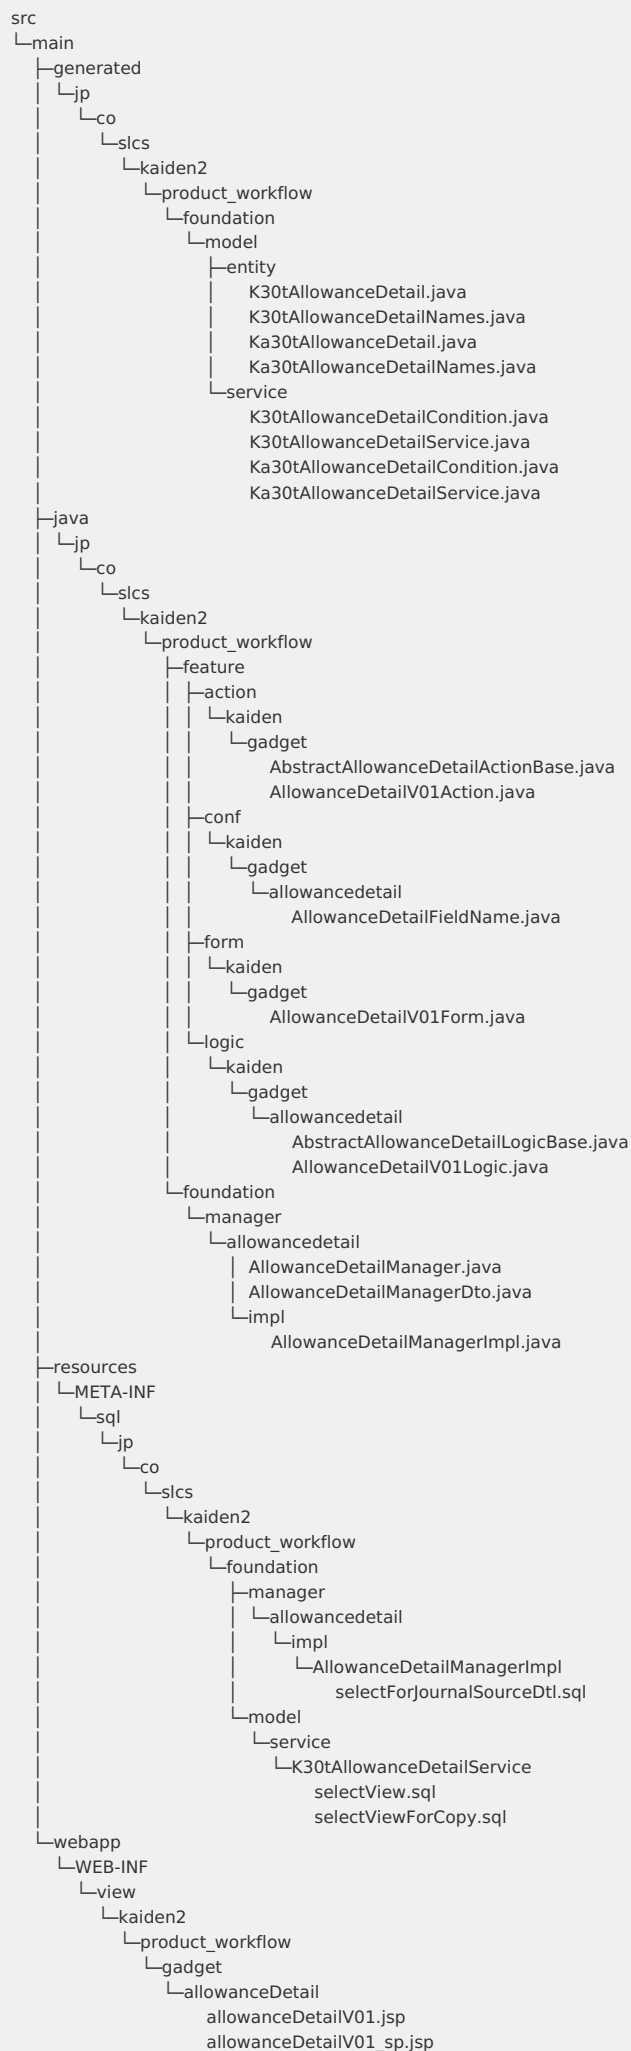 src
└─main
   ├─generated
   │  └─jp
   │     └─co
   │        └─slcs
   │           └─kaiden2
   │              └─product_workflow
   │                 └─foundation
   │                    └─model
   │                       ├─entity
   │                       │      K30tAllowanceDetail.java
   │                       │      K30tAllowanceDetailNames.java
   │                       │      Ka30tAllowanceDetail.java
   │                       │      Ka30tAllowanceDetailNames.java
   │                       └─service
   │                              K30tAllowanceDetailCondition.java
   │                              K30tAllowanceDetailService.java
   │                              Ka30tAllowanceDetailCondition.java
   │                              Ka30tAllowanceDetailService.java
   ├─java
   │  └─jp
   │     └─co
   │        └─slcs
   │           └─kaiden2
   │              └─product_workflow
   │                 ├─feature
   │                 │  ├─action
   │                 │  │  └─kaiden
   │                 │  │     └─gadget
   │                 │  │            AbstractAllowanceDetailActionBase.java
   │                 │  │            AllowanceDetailV01Action.java
   │                 │  ├─conf
   │                 │  │  └─kaiden
   │                 │  │     └─gadget
   │                 │  │        └─allowancedetail
   │                 │  │               AllowanceDetailFieldName.java
   │                 │  ├─form
   │                 │  │  └─kaiden
   │                 │  │     └─gadget
   │                 │  │            AllowanceDetailV01Form.java
   │                 │  └─logic
   │                 │     └─kaiden
   │                 │        └─gadget
   │                 │           └─allowancedetail
   │                 │                  AbstractAllowanceDetailLogicBase.java
   │                 │                  AllowanceDetailV01Logic.java
   │                 └─foundation
   │                    └─manager
   │                       └─allowancedetail
   │                          │  AllowanceDetailManager.java
   │                          │  AllowanceDetailManagerDto.java
   │                          └─impl
   │                                 AllowanceDetailManagerImpl.java
   ├─resources
   │  └─META-INF
   │     └─sql
   │        └─jp
   │           └─co
   │              └─slcs
   │                 └─kaiden2
   │                    └─product_workflow
   │                       └─foundation
   │                          ├─manager
   │                          │  └─allowancedetail
   │                          │     └─impl
   │                          │        └─AllowanceDetailManagerImpl
   │                          │               selectForJournalSourceDtl.sql
   │                          └─model
   │                             └─service
   │                                └─K30tAllowanceDetailService
   │                                       selectView.sql
   │                                       selectViewForCopy.sql
   └─webapp
      └─WEB-INF
         └─view
            └─kaiden2
               └─product_workflow
                  └─gadget
                     └─allowanceDetail
                            allowanceDetailV01.jsp
                            allowanceDetailV01_sp.jsp